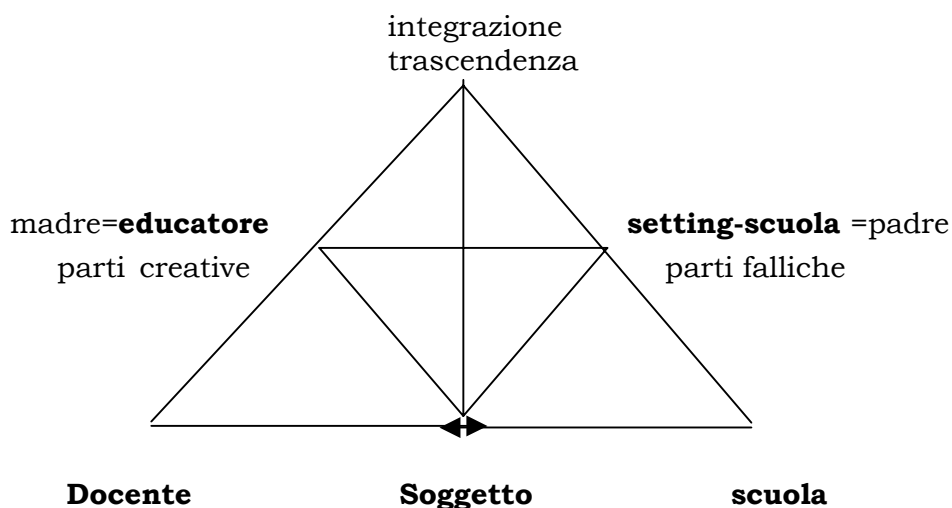 integrazione
trascendenza
madre=educatore
setting-scuola =padre
parti creative
parti falliche
Docente
Soggetto
scuola